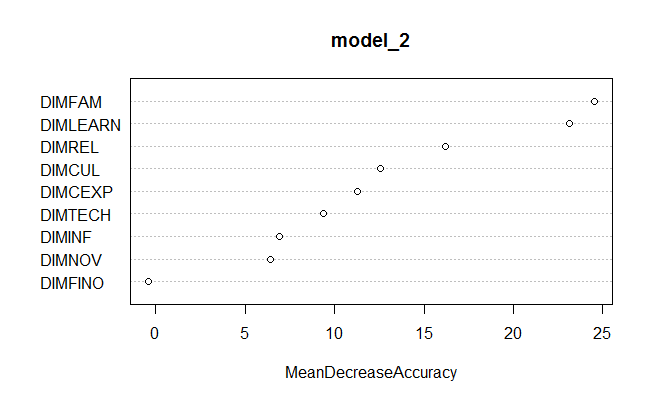 model_2
DIMFAM
DIMLEARN
DIMREL
DIMCUL
DIMCEXP
DIMTECH
DIMINF
DIMNOV
DIMFINO
0 5 10 15 20 25
MeanDecreaseAccuracy